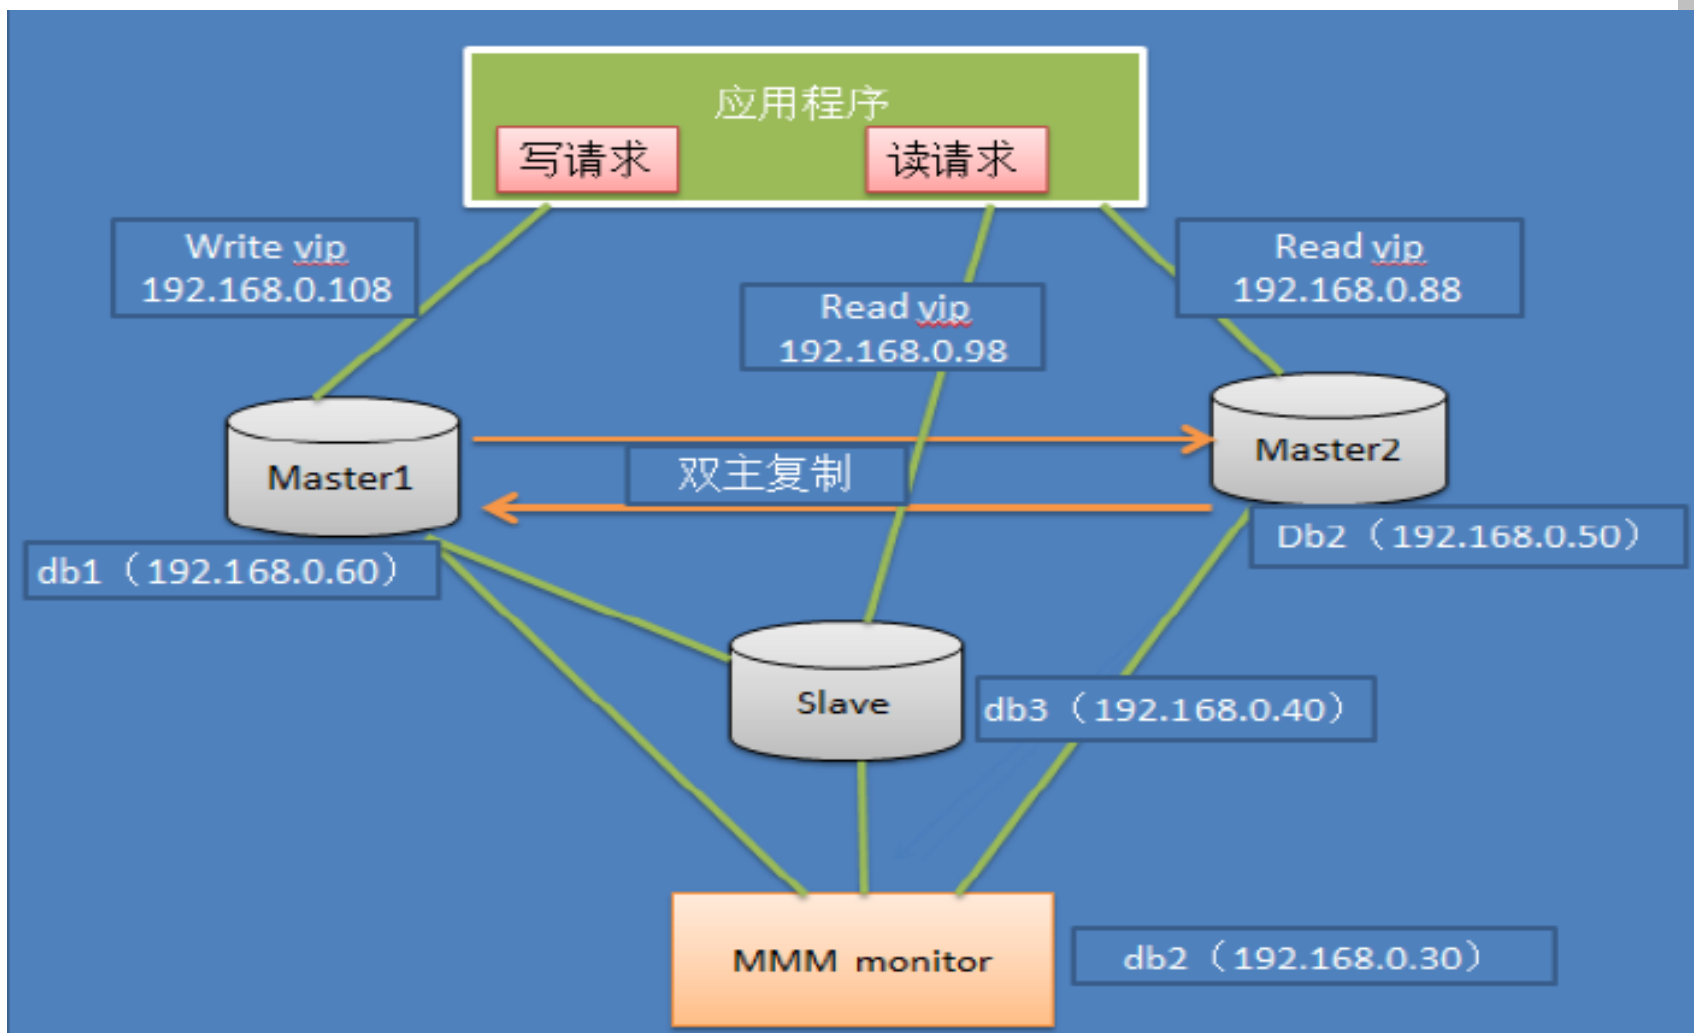 应用程序
写请求
读请求
Write vip
192.168.0.108
Read vip
192.168.0.98
Read vip
192.168.0.88
Master1
双主复制
Master2
db1（192.168.0.60）
Db2（192.168.0.50）
Slave
db3（192.168.0.40）
MMM monitor
db2（192.168.0.30）